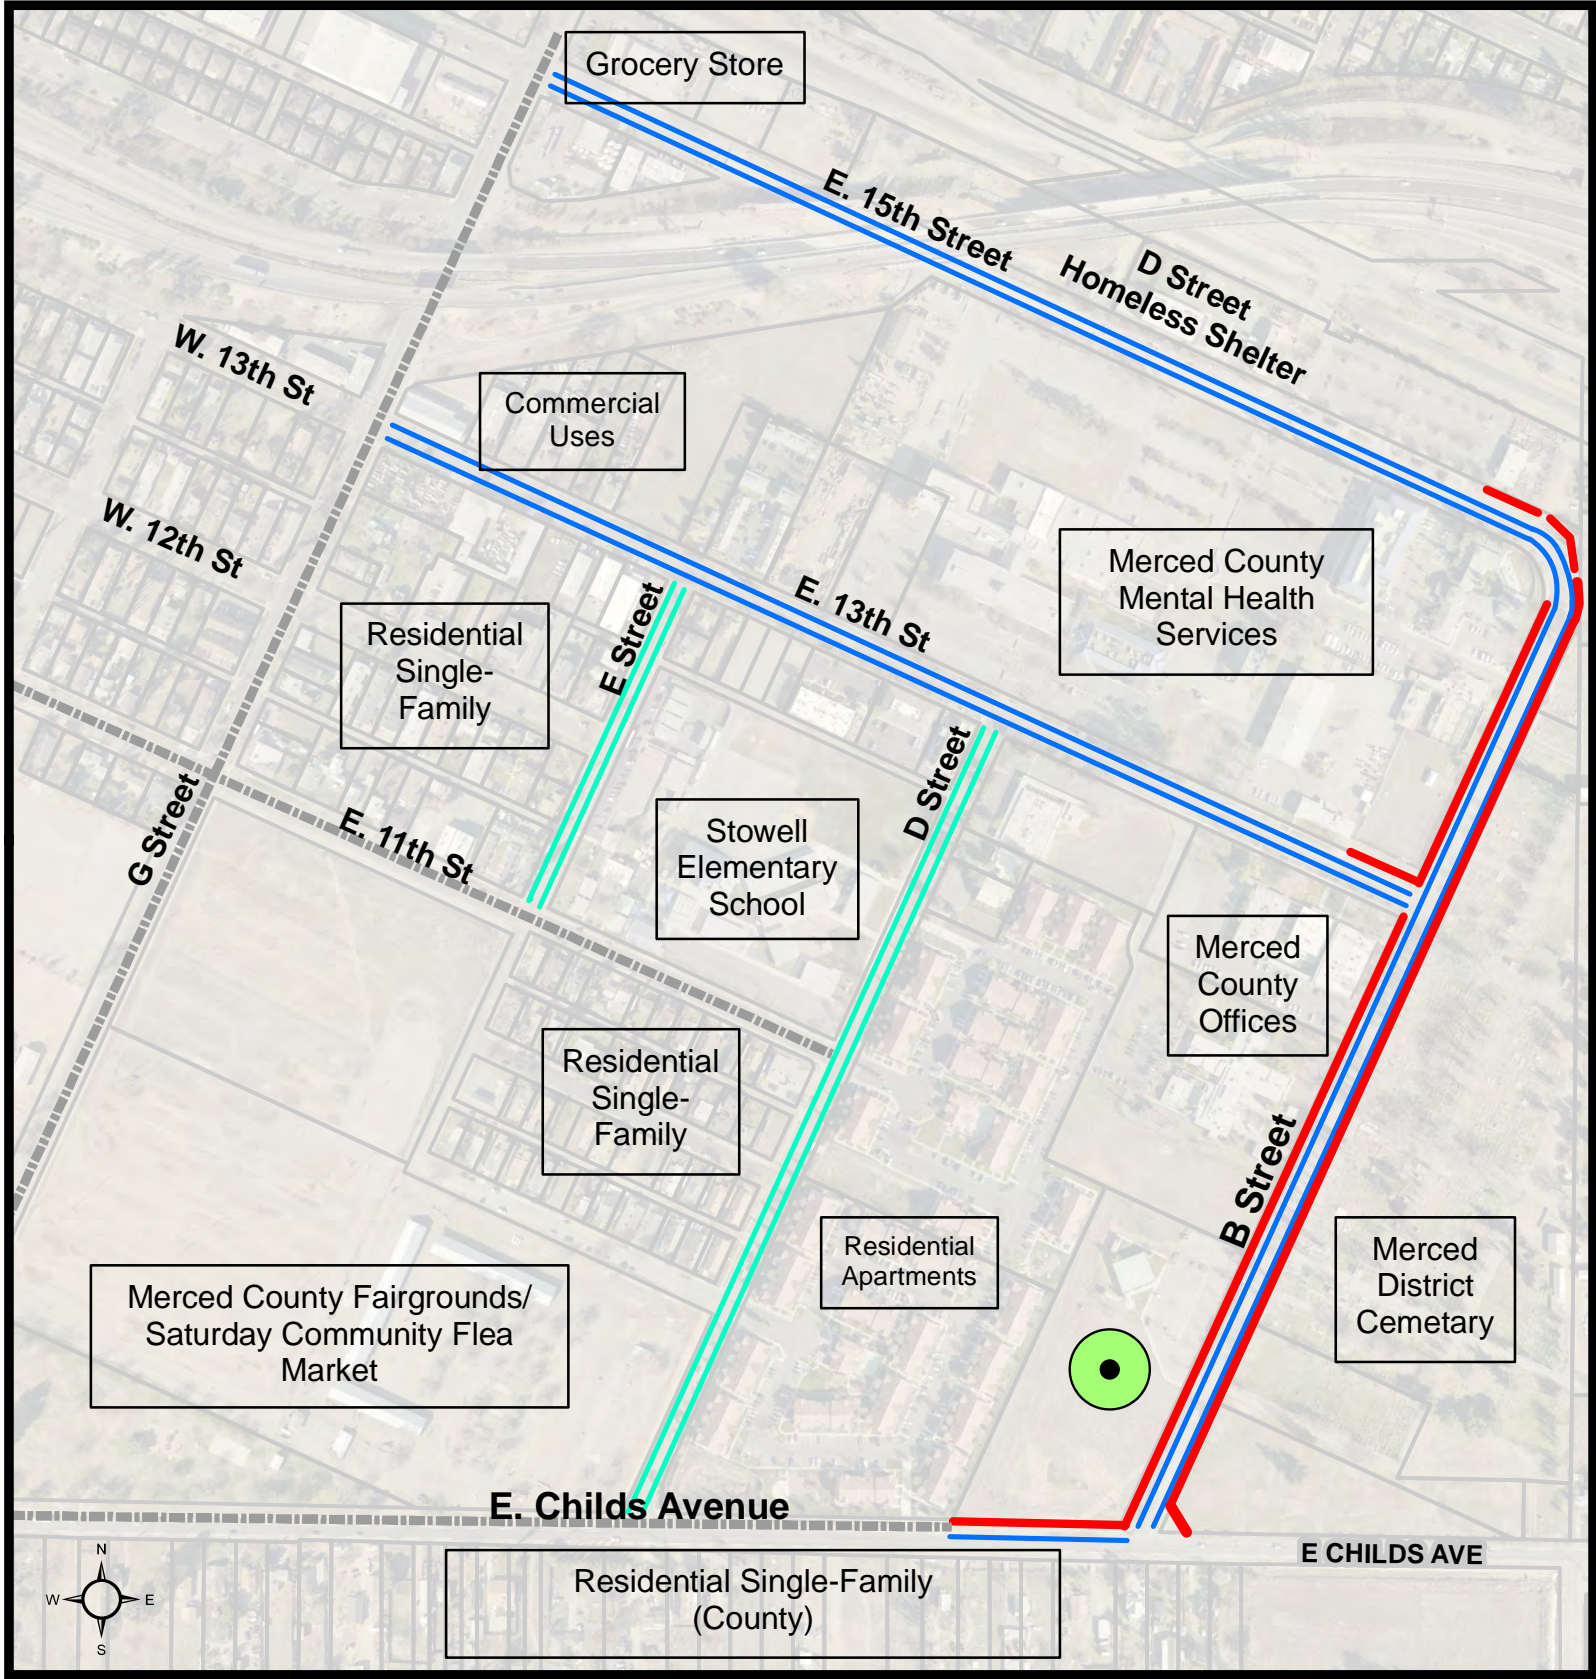 Grocery Store
E. 15th Street
D Street
Homeless Shelter
W. 13th St
Commercial
Uses
W. 12th St
Merced County
Mental Health
Services
E. 13th St
E Street
Residential
Single-
Family
D Street
G Street
E. 11th St
Stowell
Elementary
School
Merced
County
Offices
Residential
Single-
Family
B Street
Residential
Apartments
Merced
District
Cemetary
Merced County Fairgrounds/
Saturday Community Flea
Market
E. Childs Avenue
E CHILDS AVE
N
W E
S
Residential Single-Family
(County)